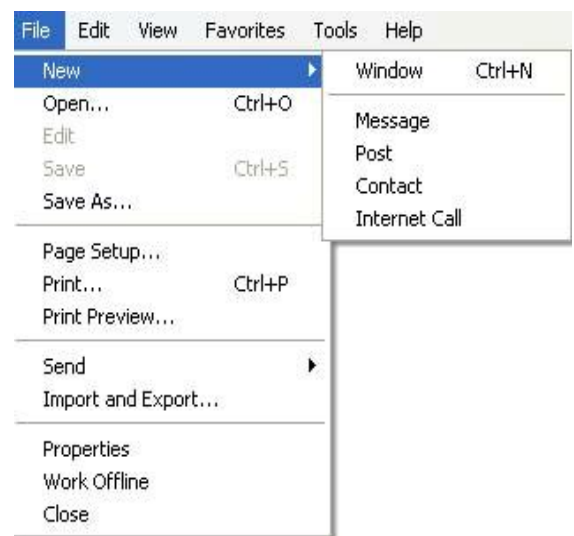 File Edit View Favorites Tools Help
New
Open... Ctrl+O
Edit
Save Ctrl+S
Save As...
Page Setup...
Print... Ctrl+P
Print Preview...
Send
Import and Export...
Properties
Work Offline
Close
Window Ctrl+N
Message
Post
Contact
Internet Call